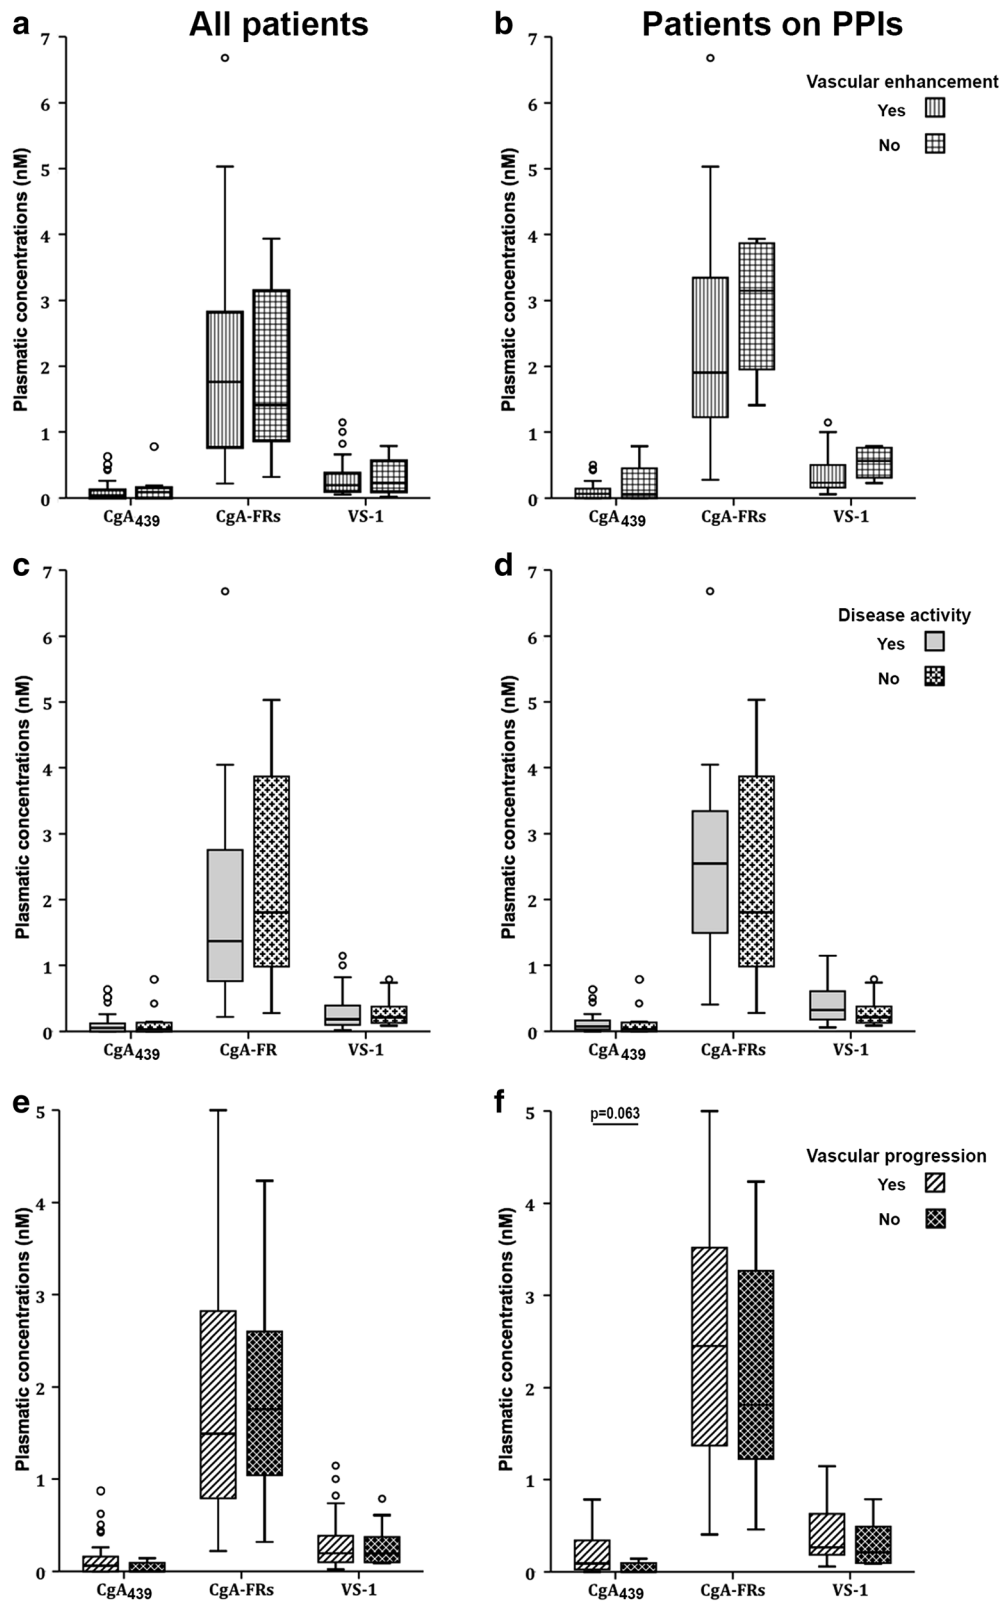 a All patients
7
6
5
4
3
2
1
0
Plasmatic concentrations (nM)
CgA439 CgA-FRs VS-1
b Patients on PPIs
7
6
5
4
3
2
1
0
Plasmatic concentrations (nM)
CgA439 CgA-FRs VS-1
Vascular enhancement
Yes
No
c
7
6
5
4
3
2
1
0
Plasmatic concentrations (nM)
CgA439 CgA-FR VS-1
d
7
6
5
4
3
2
1
0
Plasmatic concentrations (nM)
CgA439 CgA-FRs VS-1
Disease activity
Yes
No
e
5
4
3
2
1
0
Plasmatic concentrations (nM)
CgA439 CgA-FRs VS-1
f
5
4
3
2
1
0
Plasmatic concentrations (nM)
p=0.063
CgA439 CgA-FRs VS-1
Vascular progression
Yes
No